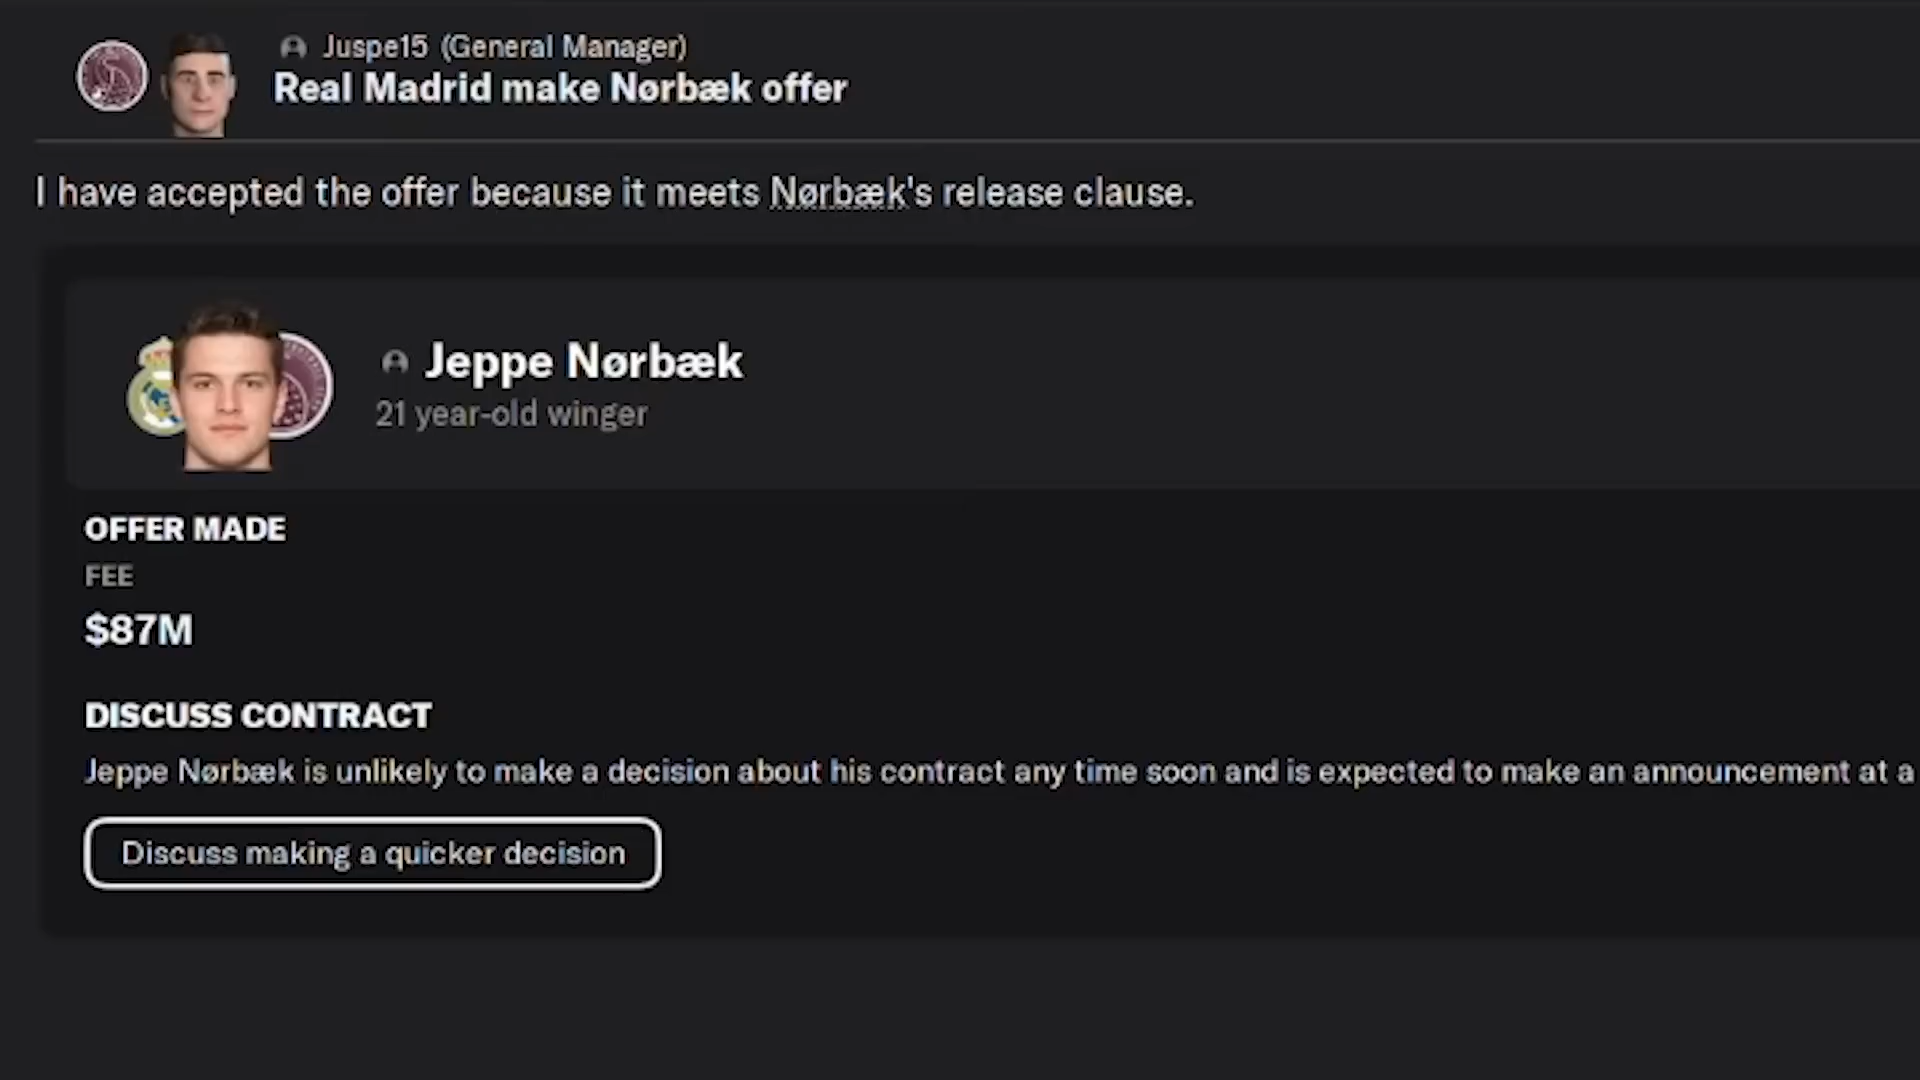 Juspe15 (General Manager)
Real Madrid make Nørbæk offer
I have accepted the offer because it meets Nørbæk's release clause.
Jeppe Nørbæk
21 year-old winger
OFFER MADE
FEE
$87M
DISCUSS CONTRACT
Jeppe Nørbæk is unlikely to make a decision about his contract any time soon and is expected to make an announcement at a
Discuss making a quicker decision